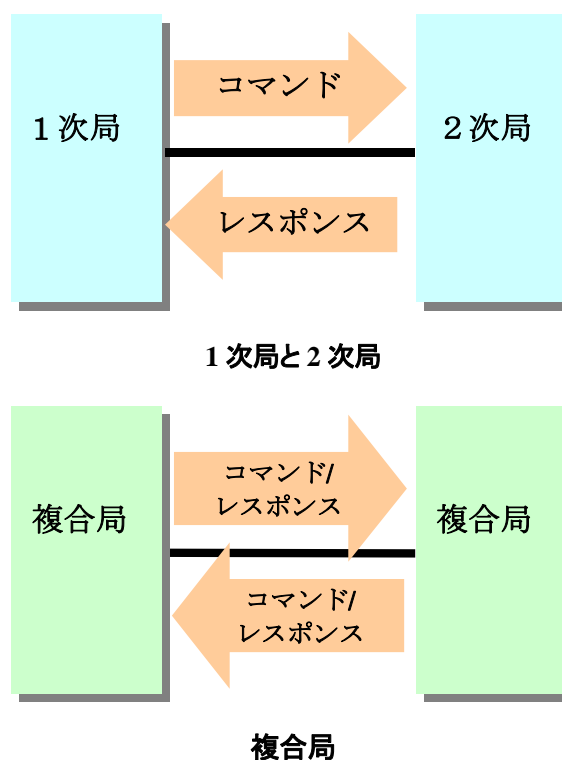 コマンド
１次局
２次局
レスポンス
1 次局と 2 次局
コマンド/
レスポンス
複合局
複合局
コマンド/
レスポンス
複合局